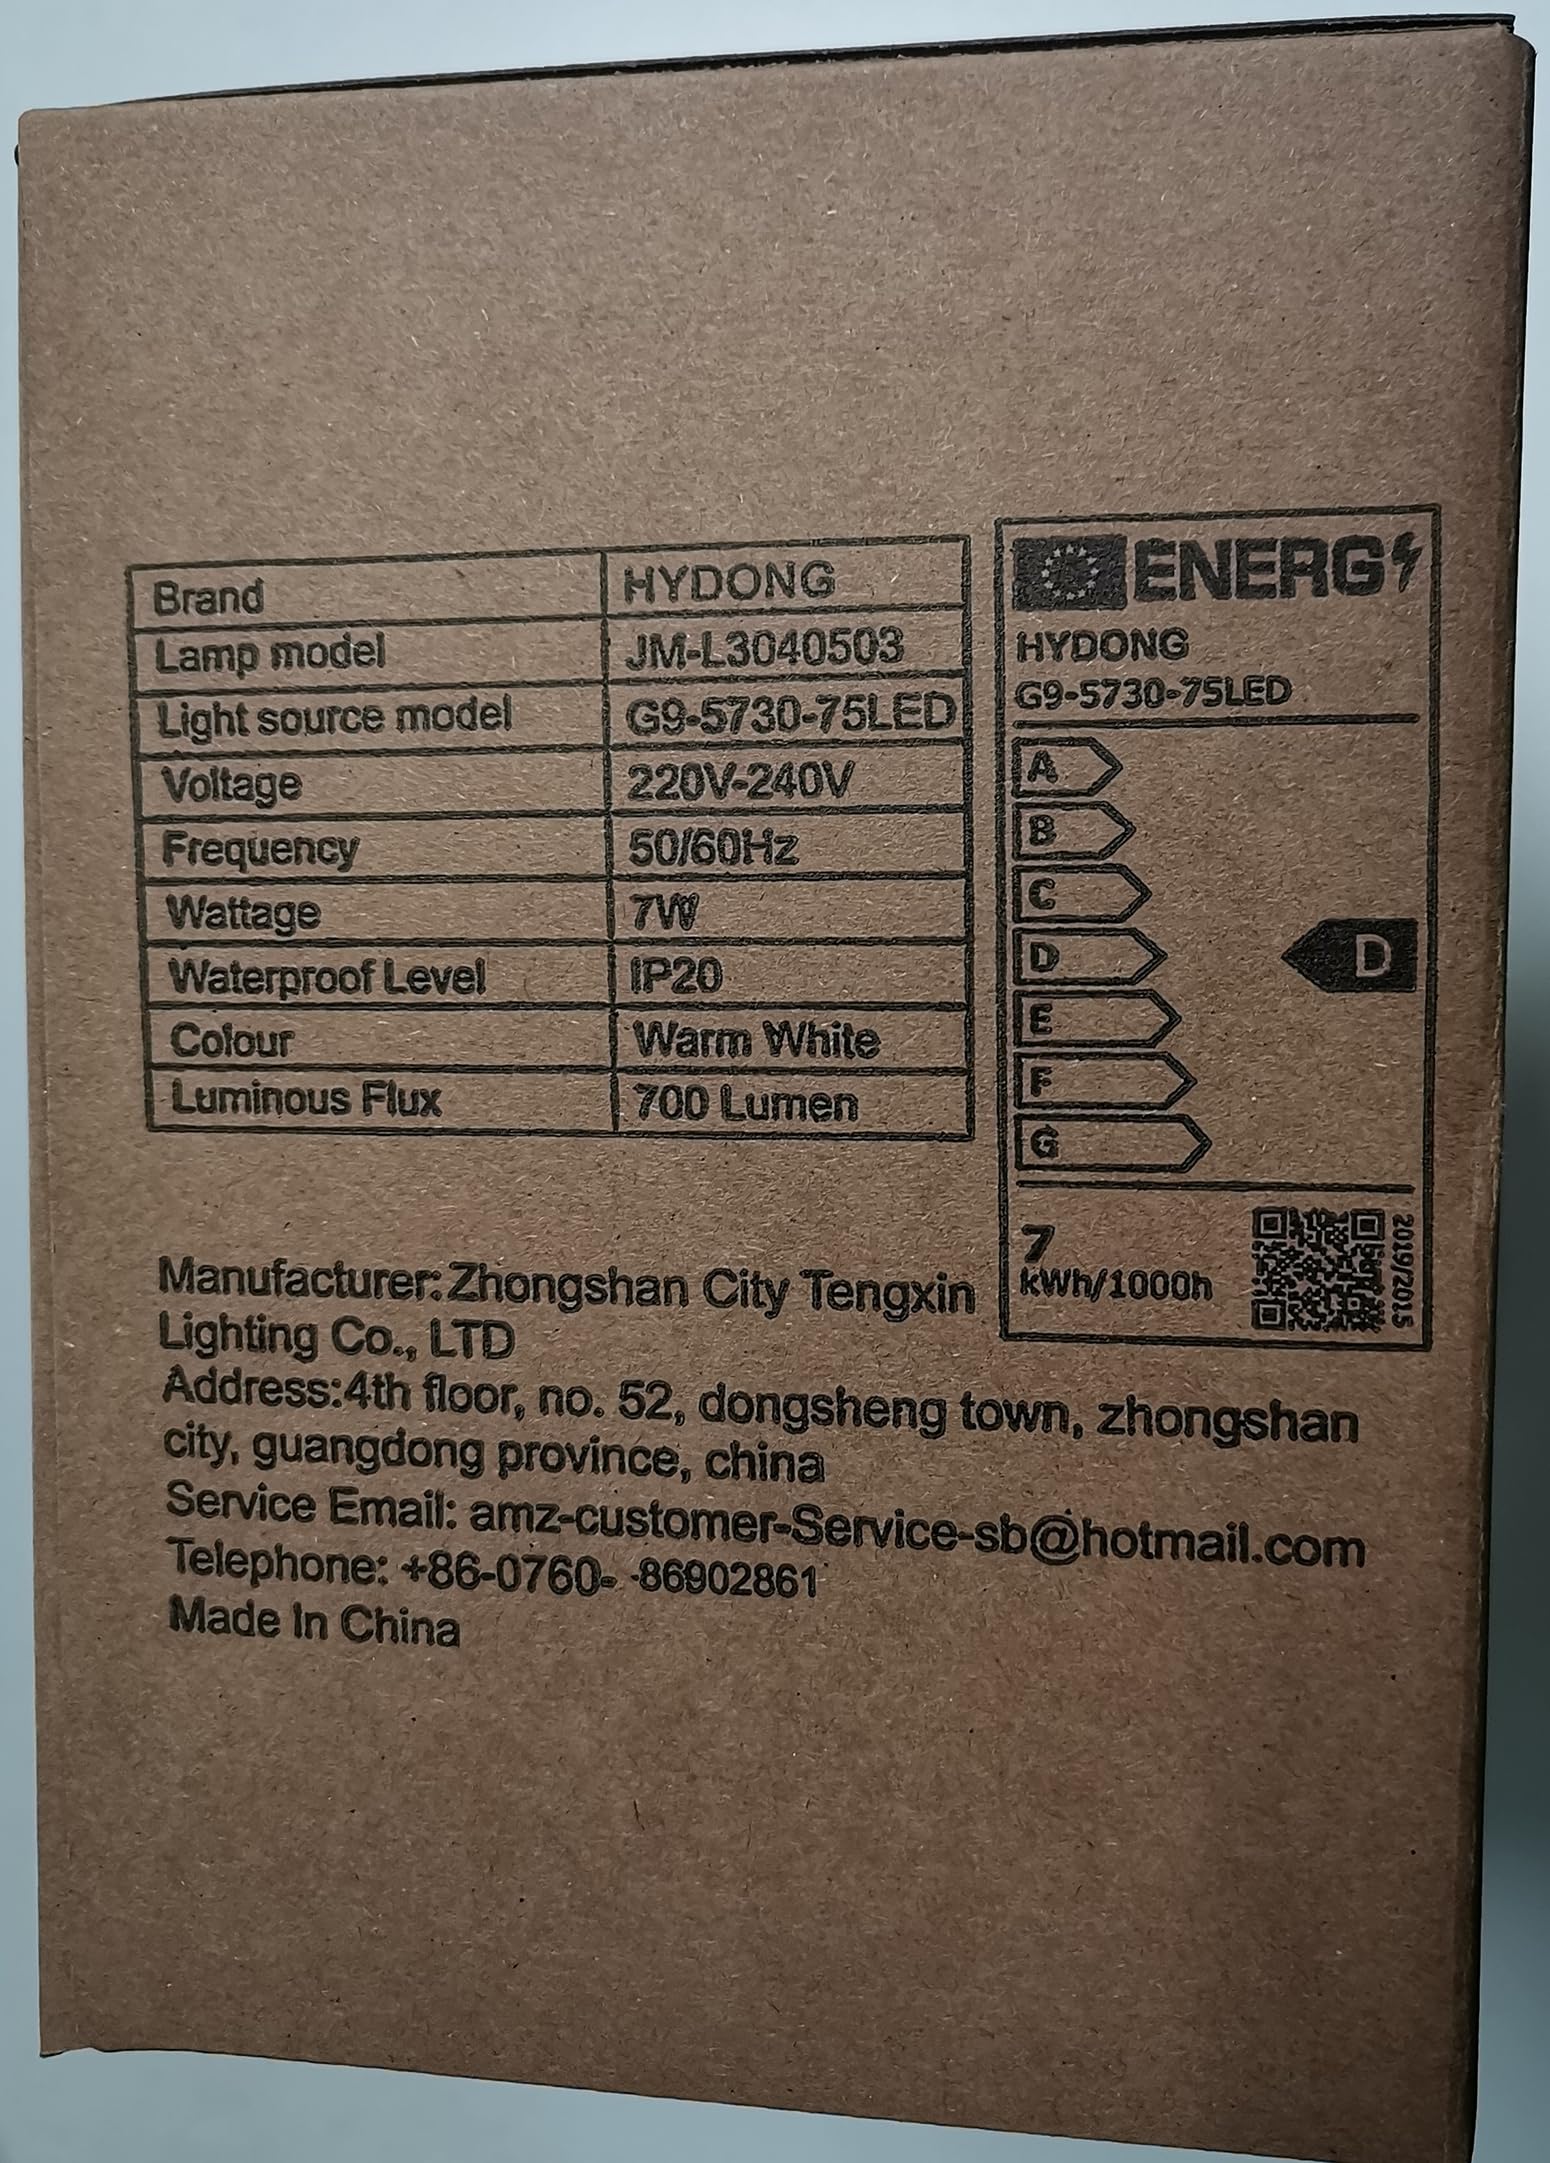 Brand HYDONG
Lamp model JM-L3040503
Light source model G9-5730-75LED
Voltage 220V-240V
Frequency 50/60Hz
Wattage 7W
Waterproof Level IP20
Colour Warm White
Luminous Flux 700 Lumen
ENERG
HYDONG
G9-5730-75LED
A
B
C
D
D
E
F
G
7
kWh/1000h
2019/2015
Manufacturer: Zhongshan City Tengxin
Lighting Co., LTD
Address:4th floor, no. 52, dongsheng town, zhongshan
city, guangdong province, china
Service Email: amz-customer-Service-sb@hotmail.com
Telephone: +86-0760- -86902861
Made In China